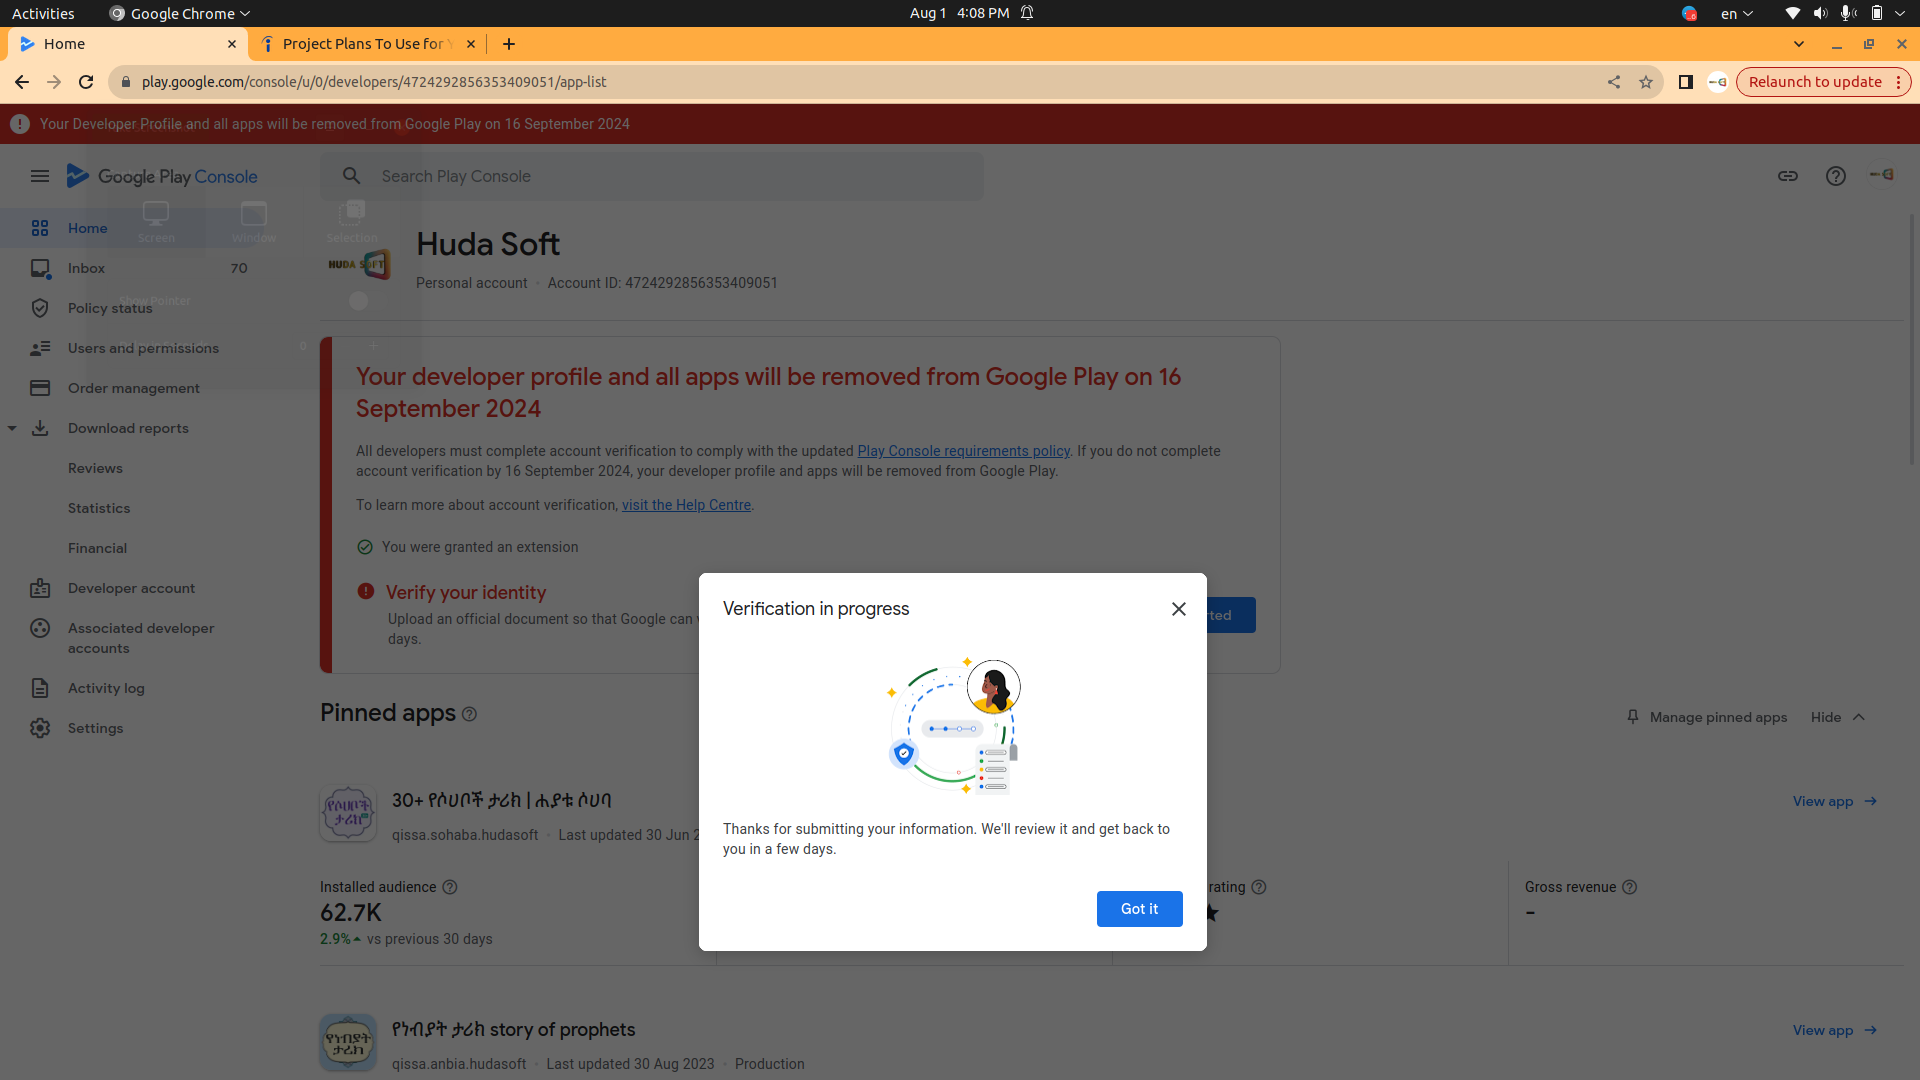 Activities
Google Chrome
Aug 1 4:08 PM
en
Home
Project Plans To Use for Y
play.google.com/console/u/0/developers/4724292856353409051/app-list
Relaunch to update
Your Developer Profile and all apps will be removed from Google Play on 16 September 2024
Google Play Console
Search Play Console
Screen
Window
Selection
Show Pointer
0
+
Home
Inbox
70
Policy status
Users and permissions
Order management
Download reports
Reviews
Statistics
Financial
Developer account
Associated developer
accounts
Activity log
Settings
HUDA SOFT
Huda Soft
Personal account • Account ID: 4724292856353409051
Your developer profile and all apps will be removed from Google Play on 16
September 2024
All developers must complete account verification to comply with the updated Play Console requirements policy. If you do not complete
account verification by 16 September 2024, your developer profile and apps will be removed from Google Play.
To learn more about account verification, visit the Help Centre.
You were granted an extension
Verify your identity
Upload an official document so that Google can
days.
rted
Verification in progress
Thanks for submitting your information. We'll review it and get back to
you in a few days.
Got it
Pinned apps
Manage pinned apps
Hide
የሶሀቦች
ታሪክ
30+ የሶሀቦች ታሪክ | ሐያቱ ሶሀባ
qissa.sohaba.hudasoft • Last updated 30 Jun 2
View app
Installed audience
62.7K
2.9% vs previous 30 days
rating
Gross revenue
-
የነብያት
ታሪክ
የነብያት ታሪክ story of prophets
qissa.anbia.hudasoft • Last updated 30 Aug 2023 • Production
View app